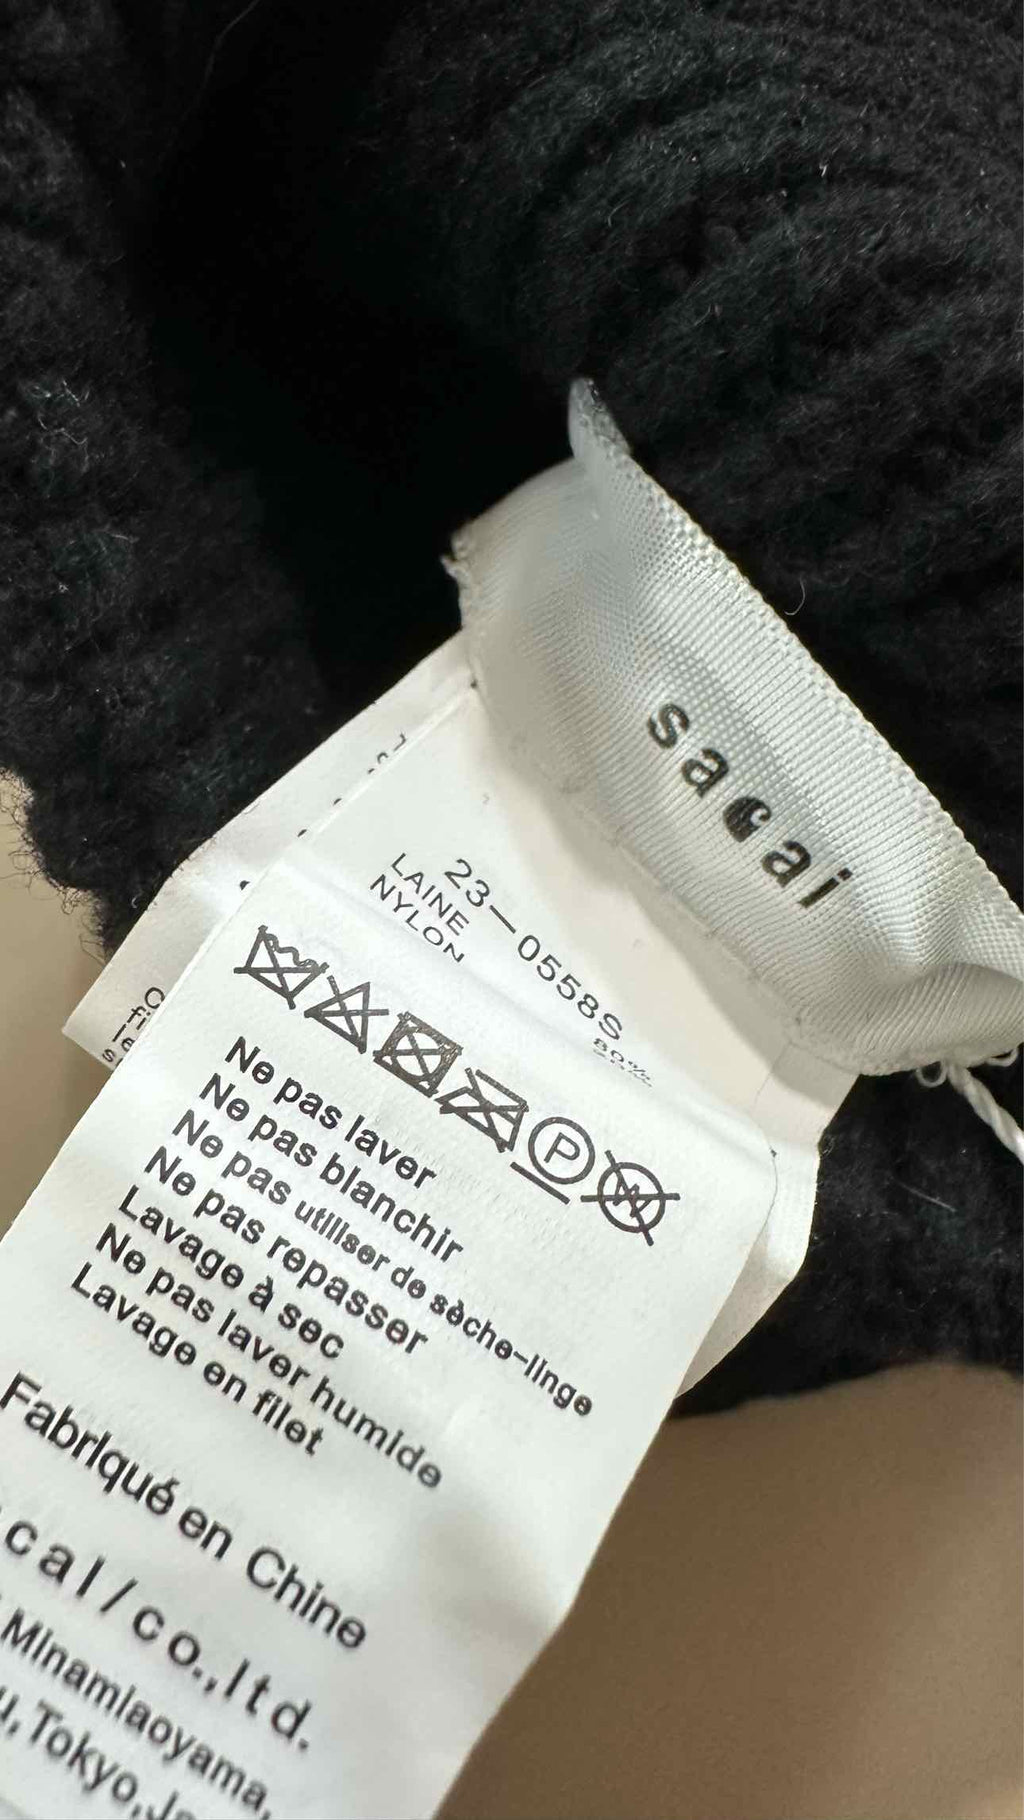 sacai
23-0558S
LAINE 80%
NYLON
P
W
Ne pas laver
Ne pas blanchir
Ne pas utiliser de sèche-linge
Ne pas repasser
Lavage à sec
Ne pas laver humide
Lavage en filet
Fabriqué en Chine
cal/co.,ltd.
Minamiaoyama,
Tokyo,